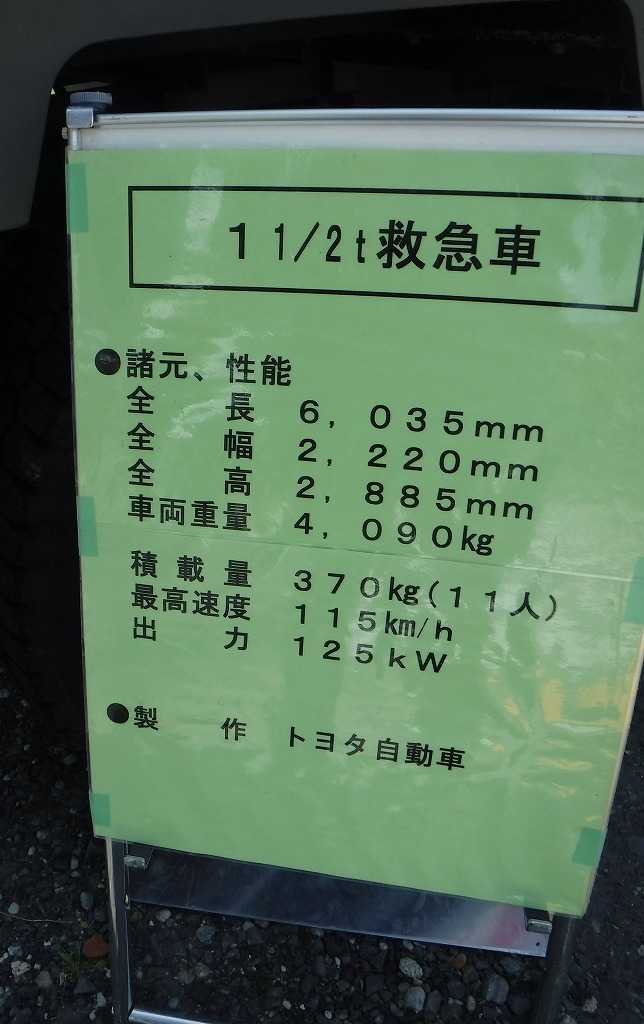 １ 1/2ｔ救急車
●諸元、性能
全　　長　６，０３５ｍｍ
全　　幅　２，２２０ｍｍ
全　　高　２，８８５ｍｍ
車両重量　４，０９０㎏
積 載 量　３７０㎏(１１人)
最高速度　１１５㎞/ｈ
出　　力　１２５ｋＷ
●製　　作　トヨタ自動車